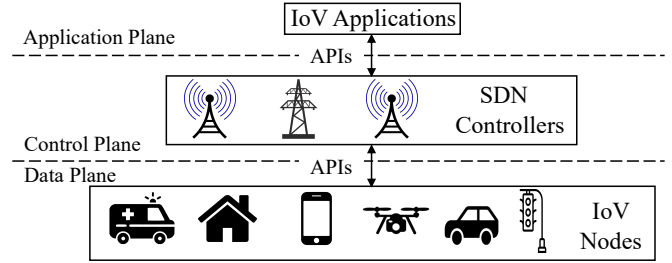 IoV Applications
Application Plane
APIs
SDN
Controllers
Control Plane
APIs
Data Plane
IoV
Nodes